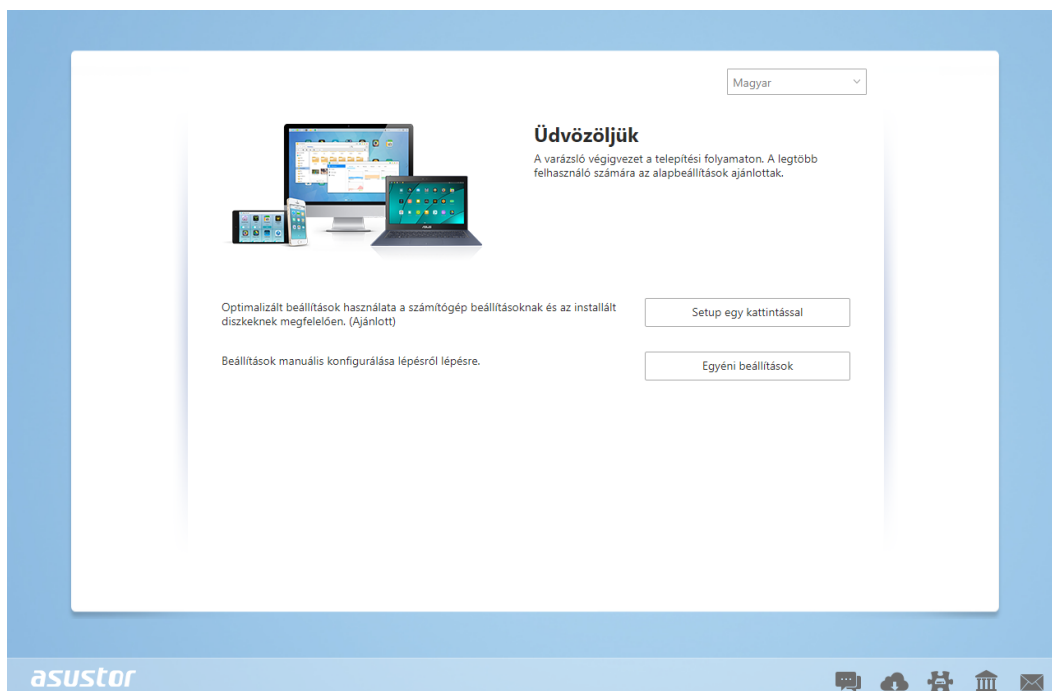 Magyar
Üdvözöljük
A varázsló végigvezet a telepítési folyamaton. A legtöbb
felhasználó számára az alapbeállítások ajánlottak.
Optimalizált beállítások használata a számítógép beállításoknak és az installált
diszkeknek megfelelően. (Ajánlott)
Setup egy kattintással
Beállítások manuális konfigurálása lépésről lépésre.
Egyéni beállítások
asustor